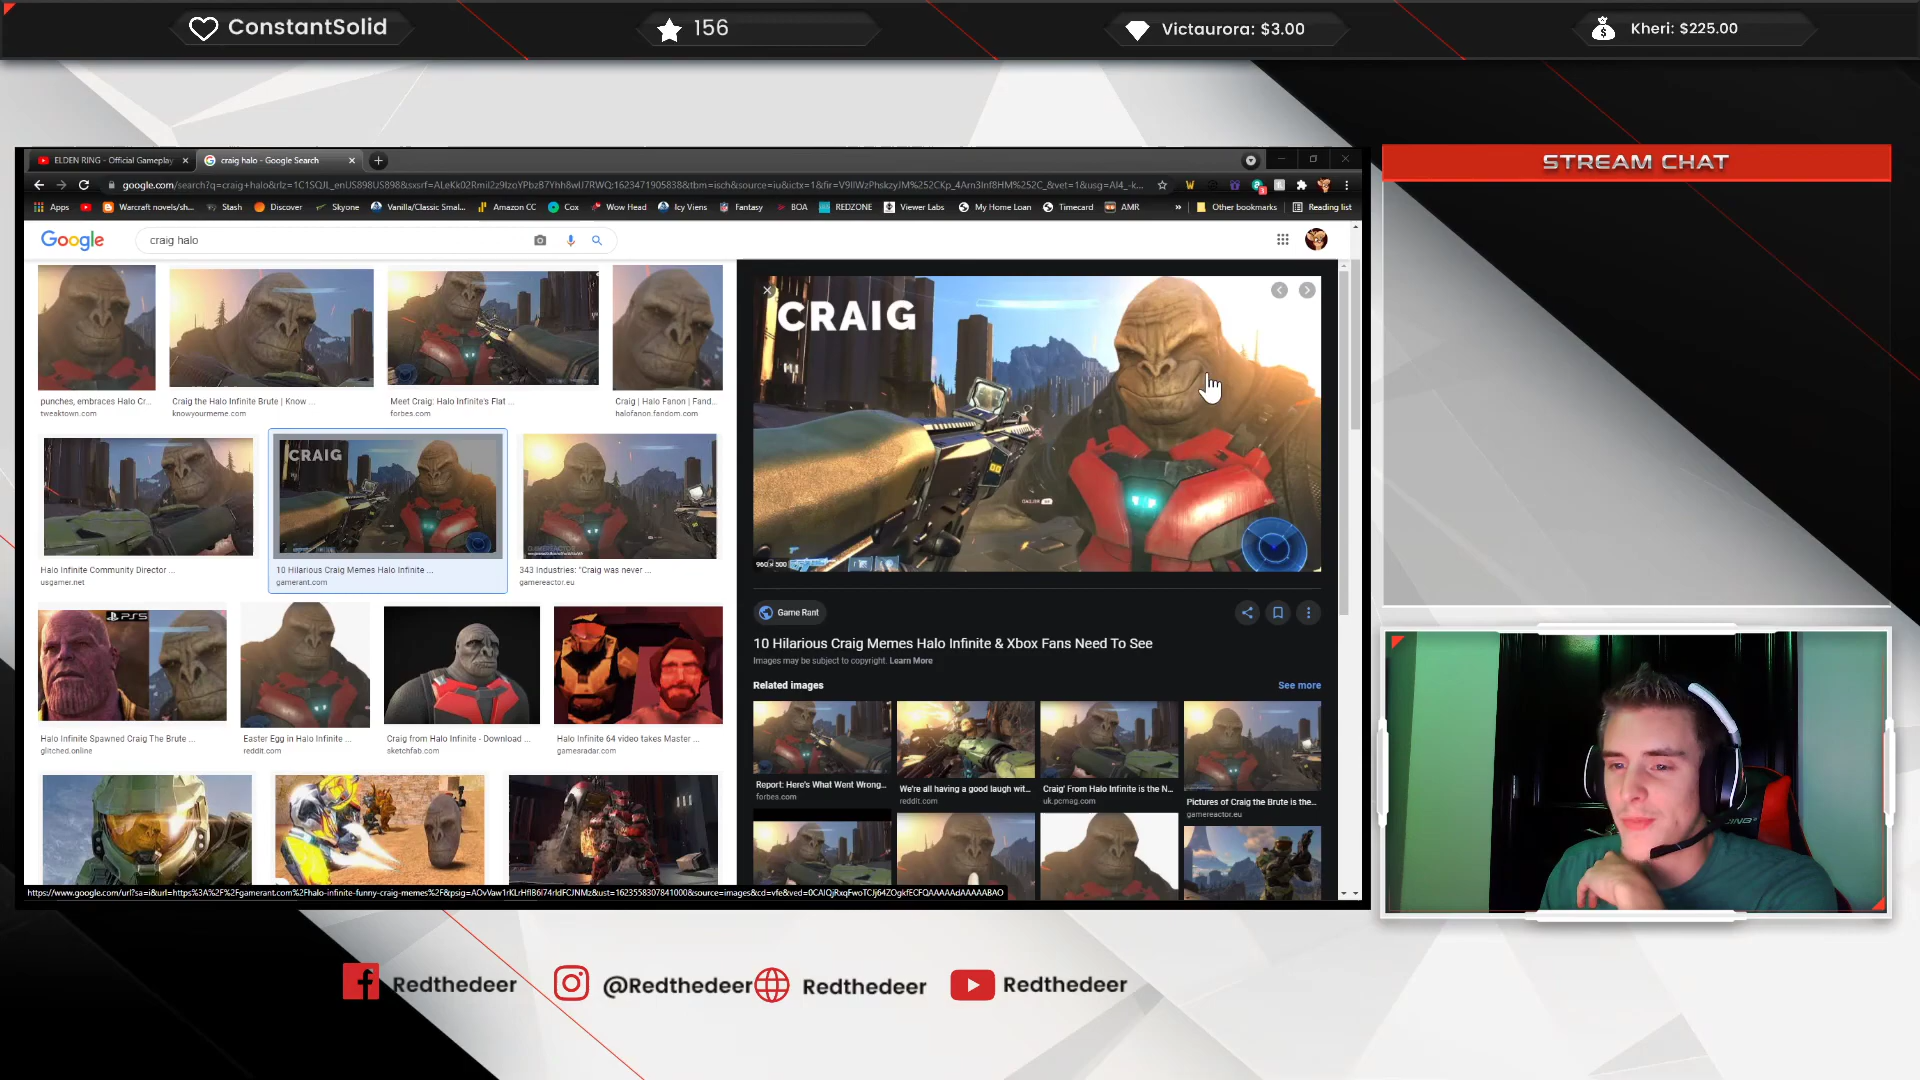 ConstantSolid
156
Victaurora: $3.00
Kheri: $225.00
ELDEN RING - Official Gameplay
craig halo - Google Search
Apps
Warcraft novels/sh...
Stash
Discover
Skyone
Vanilla/Classic Smal...
Amazon CC
Cox
Wow Head
Icy Viens
Fantasy
BOA
REDZONE
Viewer Labs
My Home Loan
Timecard
AMR
»
Other bookmarks
Reading list
Google
craig halo
punches, embraces Halo Cr...
tweaktown.com
Craig the Halo Infinite Brute | Know ...
knowyourmeme.com
Meet Craig: Halo Infinite's Flat ...
forbes.com
Craig | Halo Fanon | Fand...
halofanon.fandom.com
Halo Infinite Community Director ...
usgamer.net
CRAIG
10 Hilarious Craig Memes Halo Infinite ...
gamerant.com
343 Industries: "Craig was never ...
gamereactor.eu
PS5
Halo Infinite Spawned Craig The Brute ...
glitched.online
Easter Egg in Halo Infinite ...
reddit.com
Craig from Halo Infinite - Download ...
sketchfab.com
Halo Infinite 64 video takes Master ...
gamesradar.com
CRAIG
960 × 500
Game Rant
10 Hilarious Craig Memes Halo Infinite & Xbox Fans Need To See
Images may be subject to copyright. Learn More
Related images
See more
Report: Here's What Went Wrong...
forbes.com
We're all having a good laugh wit...
reddit.com
Craig' From Halo Infinite is the N...
uk.pcmag.com
Pictures of Craig the Brute is the...
gamereactor.eu
STREAM CHAT
Redthedeer
@Redthedeer
Redthedeer
Redthedeer